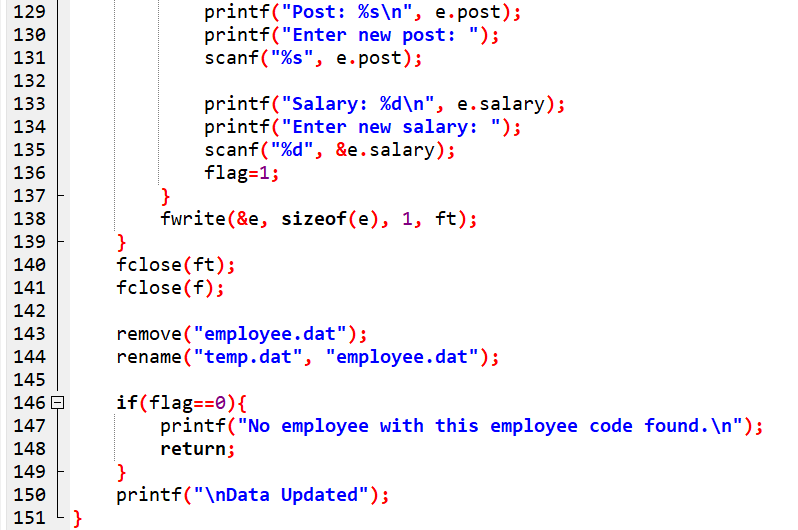 129 printf("Post: %s\n", e.post);
130 printf("Enter new post: ");
131 scanf("%s", e.post);
132
133 printf("Salary: %d\n", e.salary);
134 printf("Enter new salary: ");
135 scanf("%d", &e.salary);
136 flag=1;
137 }
138 fwrite(&e, sizeof(e), 1, ft);
139 }
140 fclose(ft);
141 fclose(f);
142
143 remove("employee.dat");
144 rename("temp.dat", "employee.dat");
145
146 if(flag==0){
147 printf("No employee with this employee code found.\n");
148 return;
149 }
150 printf("\nData Updated");
151 }